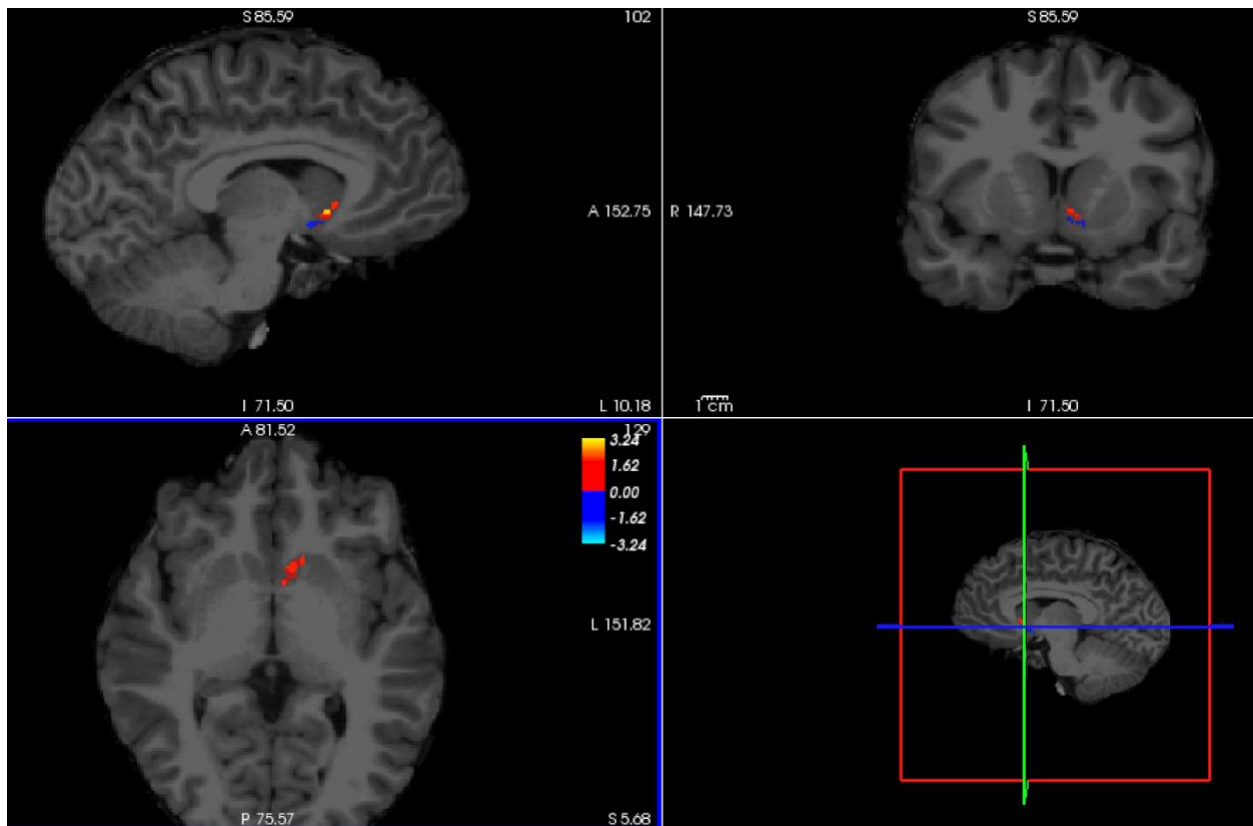 S 85.59
102
A 152.75
I 71.50
L 10.18
S 85.59
R 147.73
1 cm
I 71.50
A 81.52
129
3.24
1.62
0.00
-1.62
-3.24
L 151.82
P 75.57
S 5.68